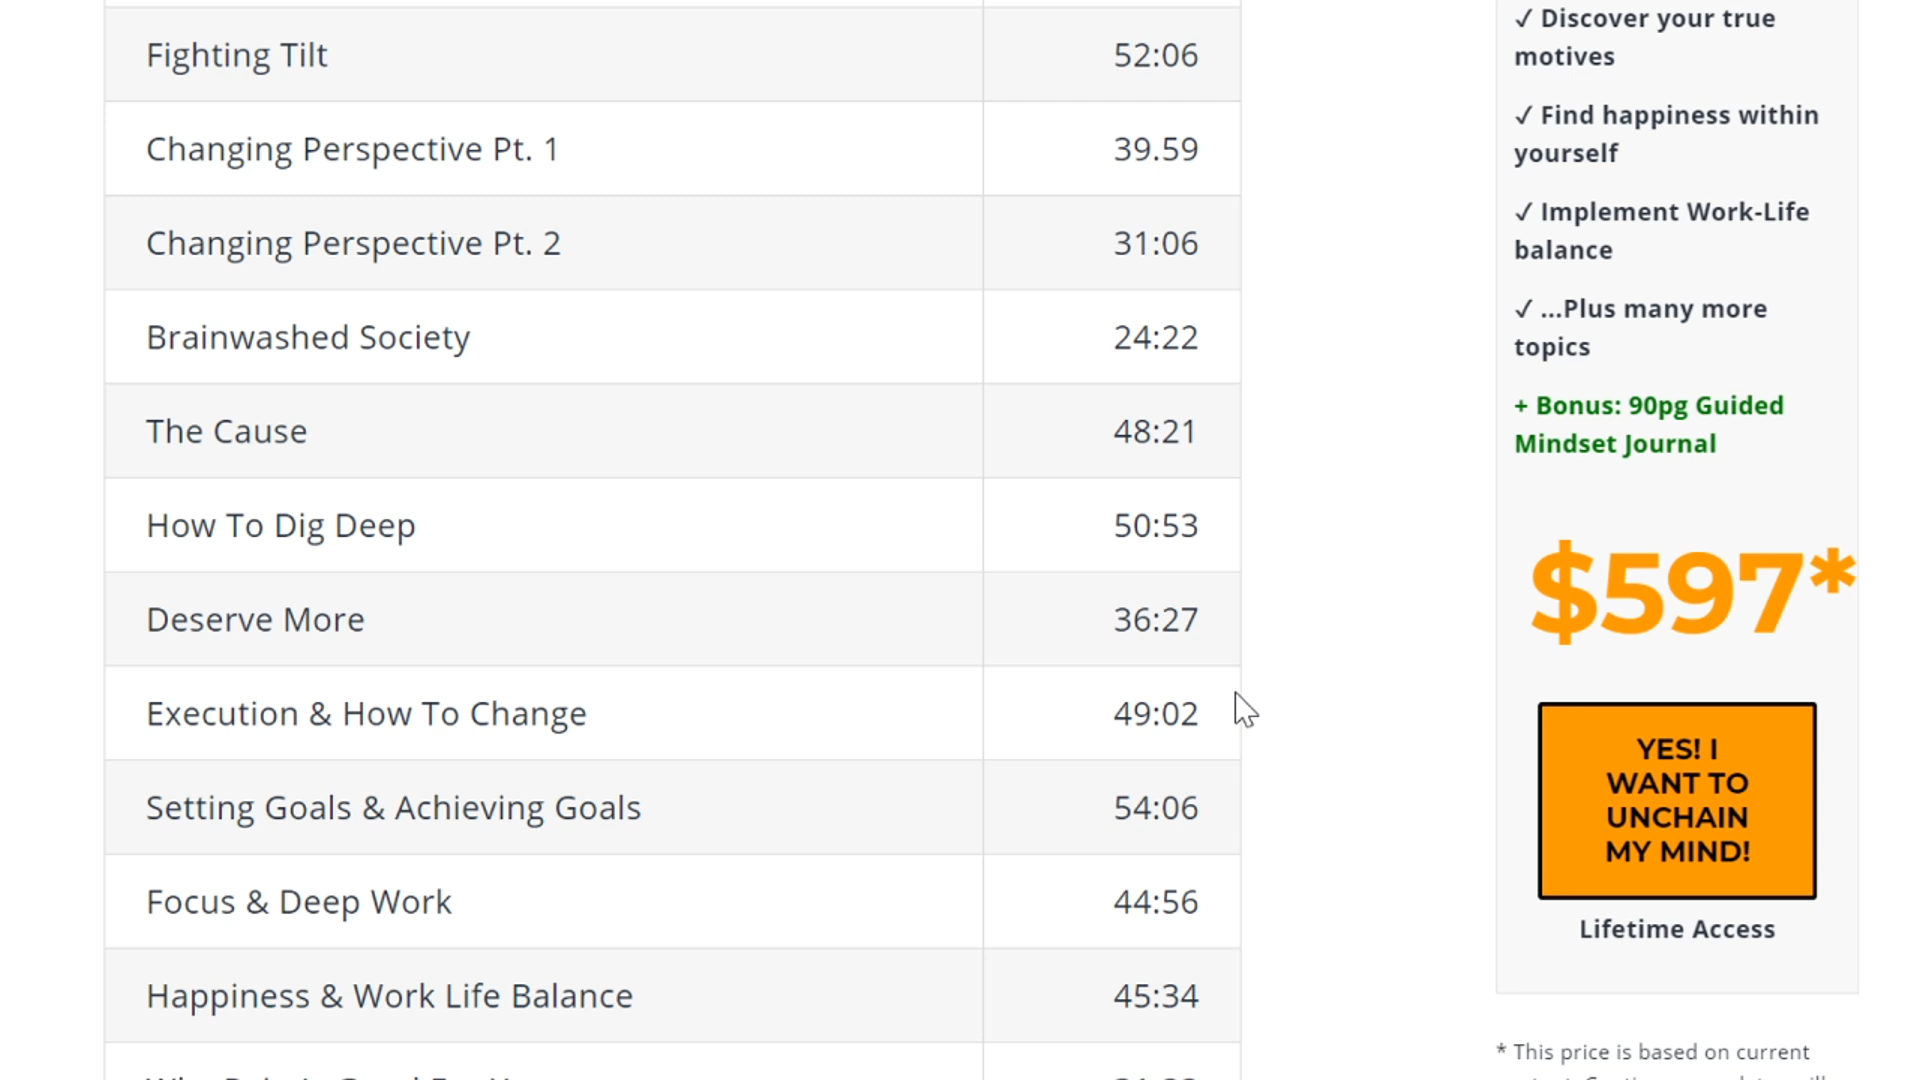 Fighting Tilt 52:06
Changing Perspective Pt. 1 39.59
Changing Perspective Pt. 2 31:06
Brainwashed Society 24:22
The Cause 48:21
How To Dig Deep 50:53
Deserve More 36:27
Execution & How To Change 49:02
Setting Goals & Achieving Goals 54:06
Focus & Deep Work 44:56
Happiness & Work Life Balance 45:34
✓ Discover your true
motives
✓ Find happiness within
yourself
✓ Implement Work-Life
balance
✓ ...Plus many more
topics
+ Bonus: 90pg Guided
Mindset Journal
$597*
YES! I
WANT TO
UNCHAIN
MY MIND!
Lifetime Access
* This price is based on current